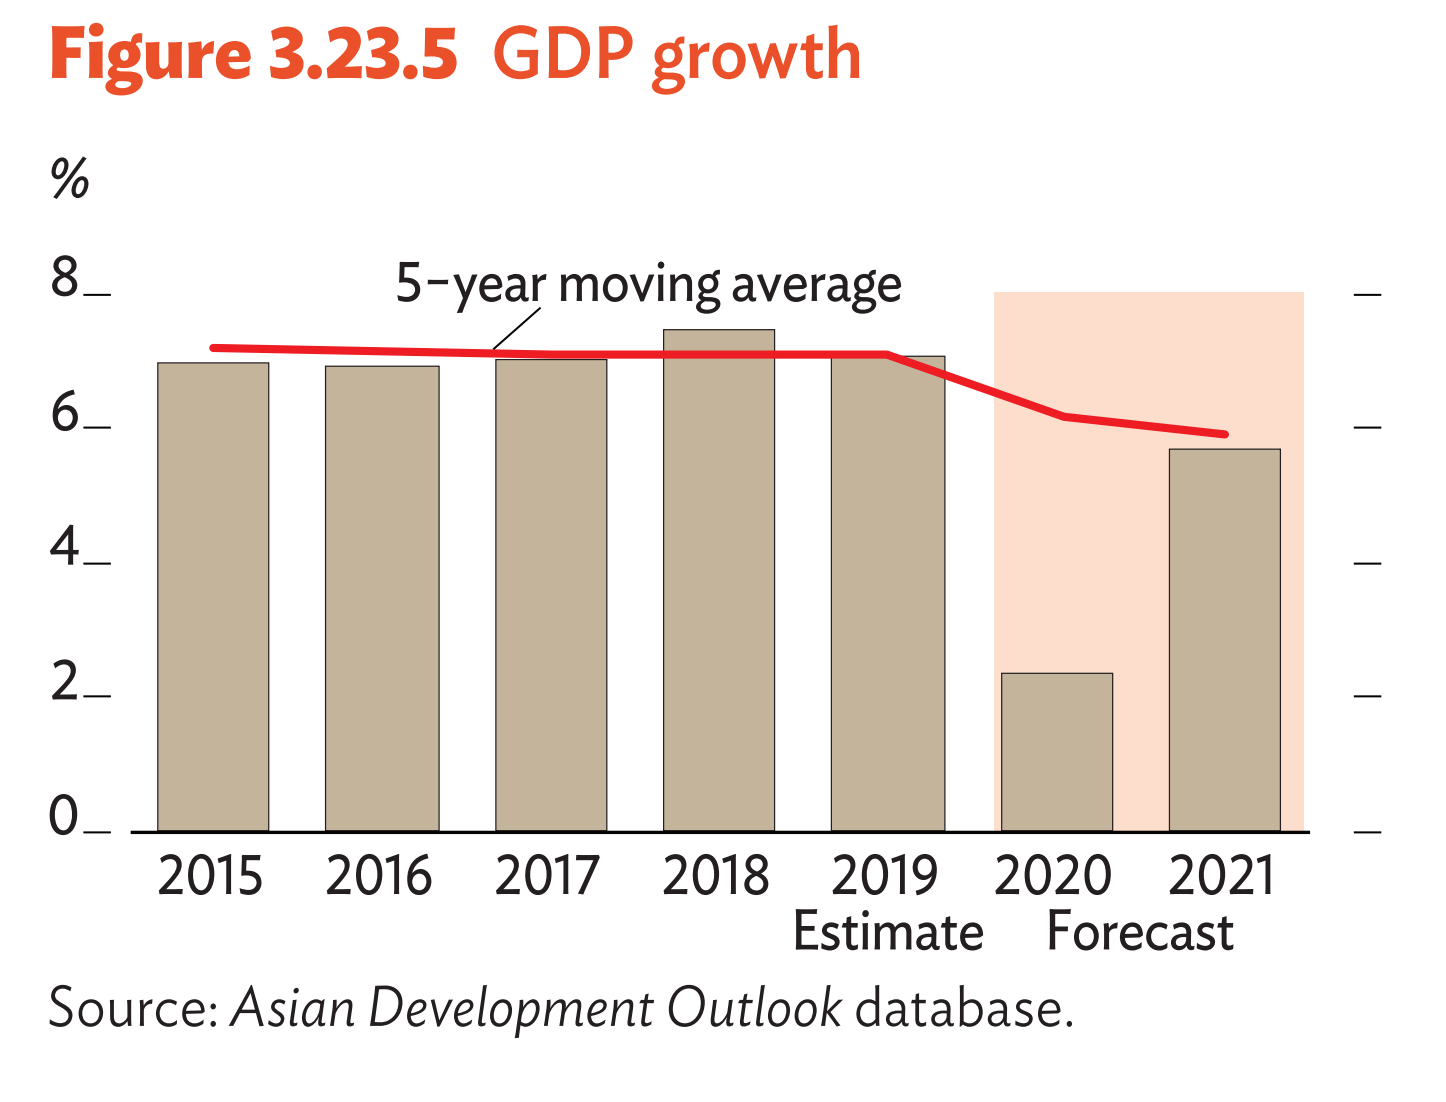 Figure 3.23.5 GDP growth
%
5-year moving average
8
6
4
2
0
2015 2016 2017 2018 2019 2020 2021
Estimate Forecast
Source: Asian Development Outlook database.